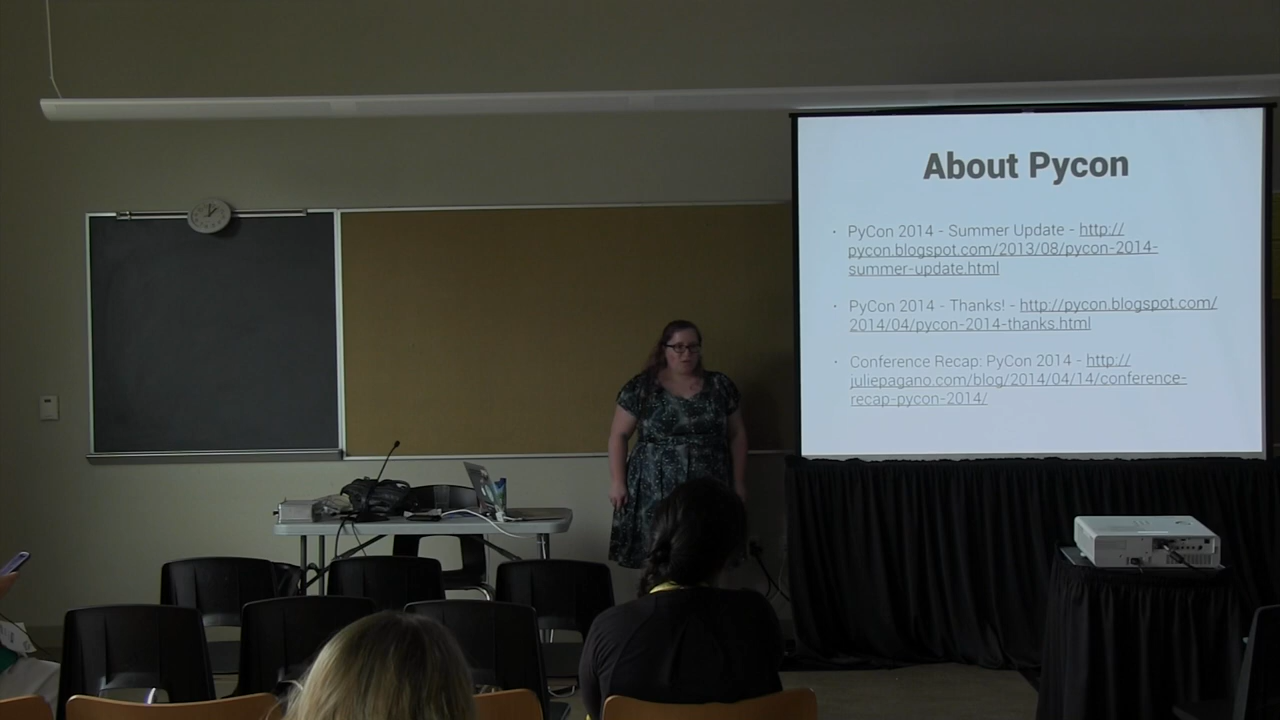 About Pycon
· PyCon 2014 - Summer Update - http://
pycon.blogspot.com/2013/08/pycon-2014-
summer-update.html
· PyCon 2014 - Thanks! - http://pycon.blogspot.com/
2014/04/pycon-2014-thanks.html
· Conference Recap: PyCon 2014 - http://
juliepagano.com/blog/2014/04/14/conference-
recap-pycon-2014/